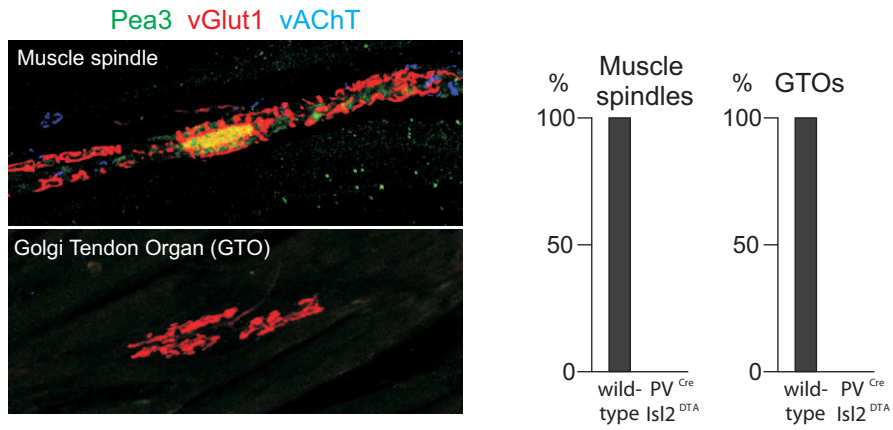 Pea3 vGlut1 vAChT
Muscle spindle
Golgi Tendon Organ (GTO)
% Muscle
spindles
100
50
0
wild- PV Cre
type Isl2 DTA
% GTOs
100
50
0
wild- PV Cre
type Isl2 DTA